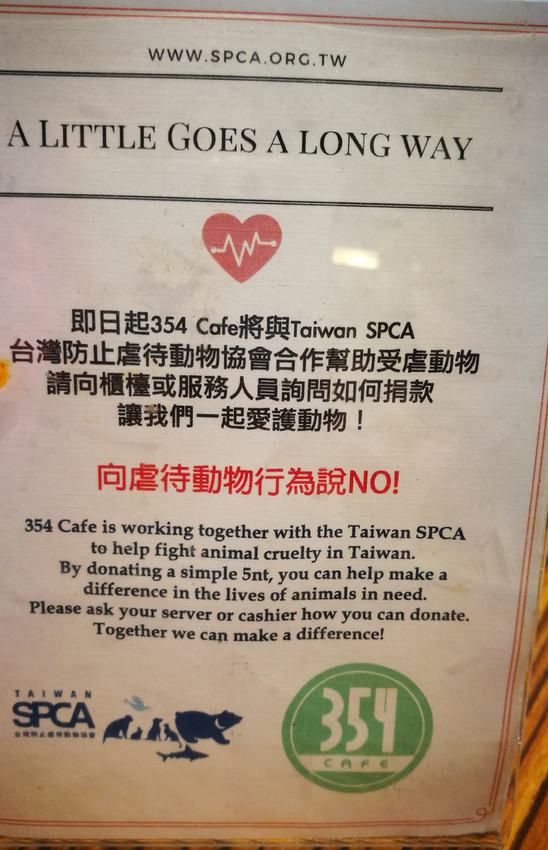 WWW.SPCA.ORG.TW
A LITTLE GOES A LONG WAY
即日起354 Cafe將與Taiwan SPCA
台灣防止虐待動物協會合作幫助受虐動物
請向櫃檯或服務人員詢問如何捐款
讓我們一起愛護動物！
向虐待動物行為說NO!
354 Cafe is working together with the Taiwan SPCA
to help fight animal cruelty in Taiwan.
By donating a simple 5nt, you can help make a
difference in the lives of animals in need.
Please ask your server or cashier how you can donate.
Together we can make a difference!
TAIWAN
SPCA
台灣防止虐待動物協會
354
CAFE